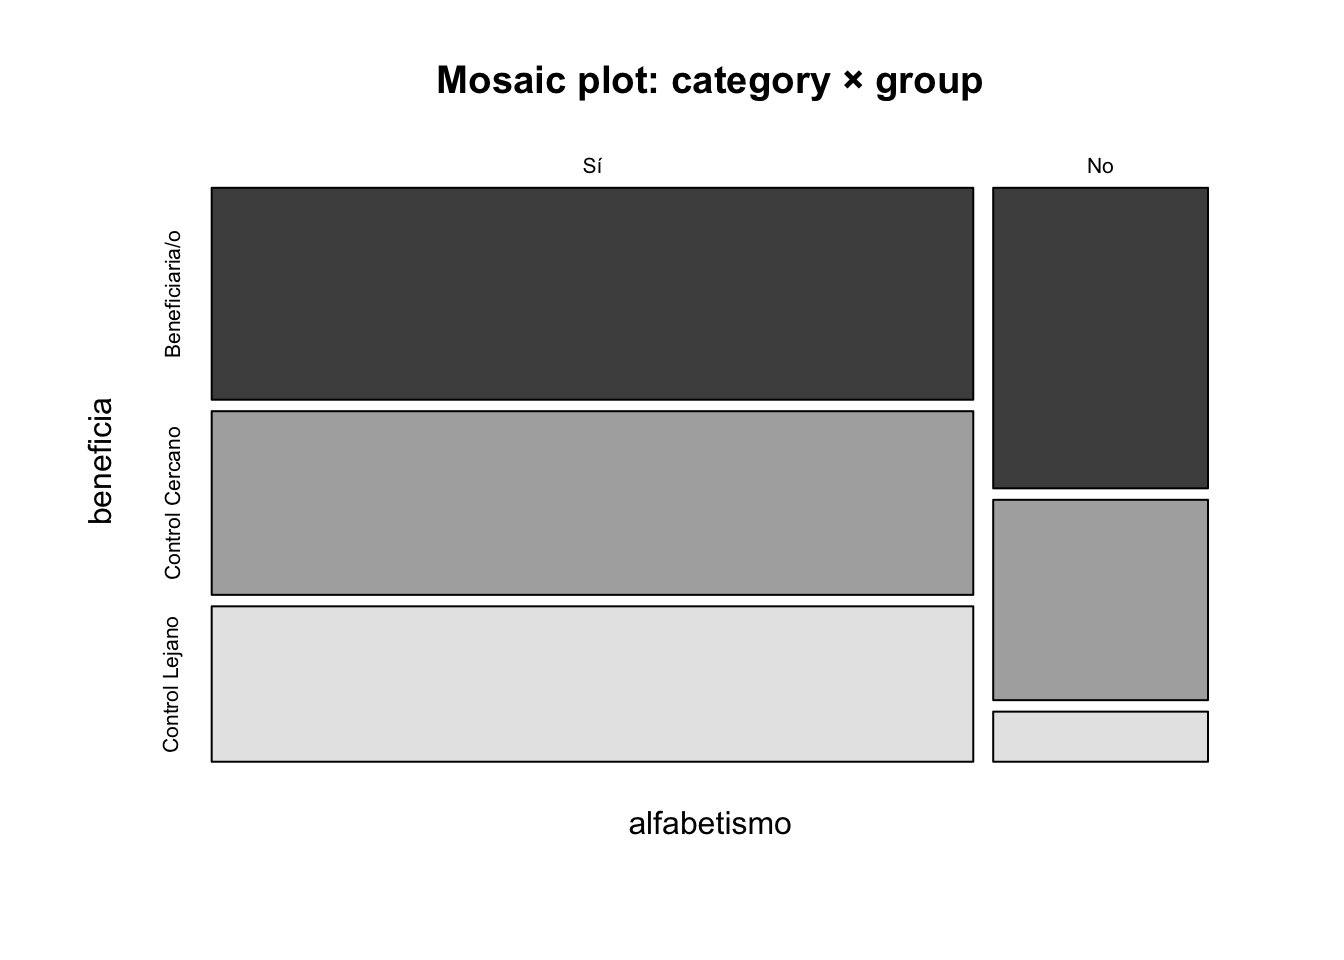 Mosaic plot: category × group
Sí
No
Beneficiaria/o
Control Cercano
Control Lejano
beneficia
alfabetismo